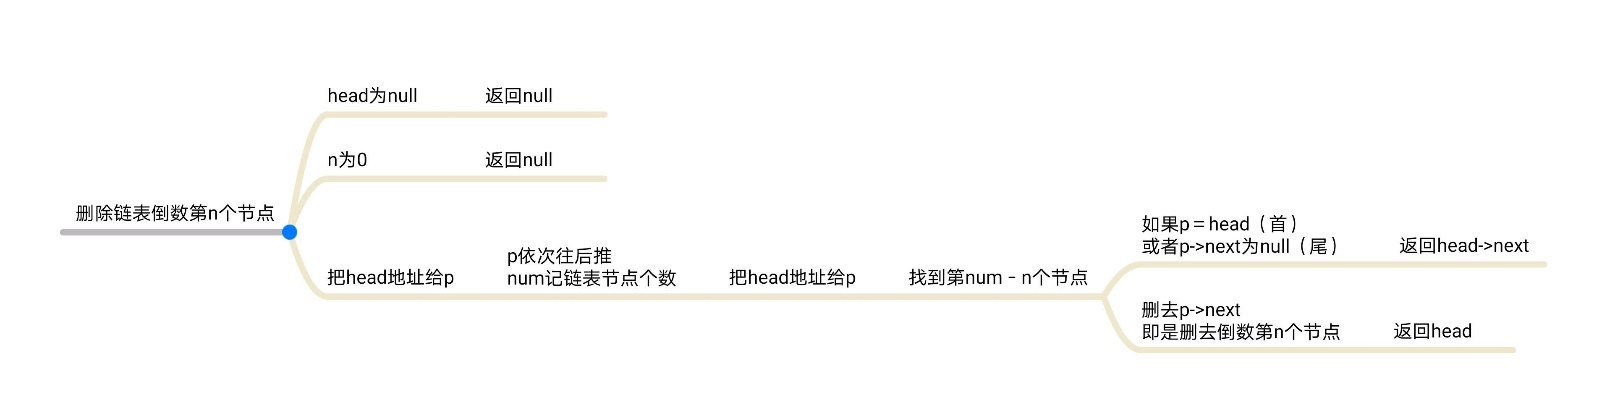 删除链表倒数第n个节点
head为null
返回null
n为0
返回null
把head地址给p
p依次往后推
num记链表节点个数
把head地址给p
找到第num - n个节点
如果p = head（首）
或者p->next为null（尾）
返回head->next
删去p->next
即是删去倒数第n个节点
返回head